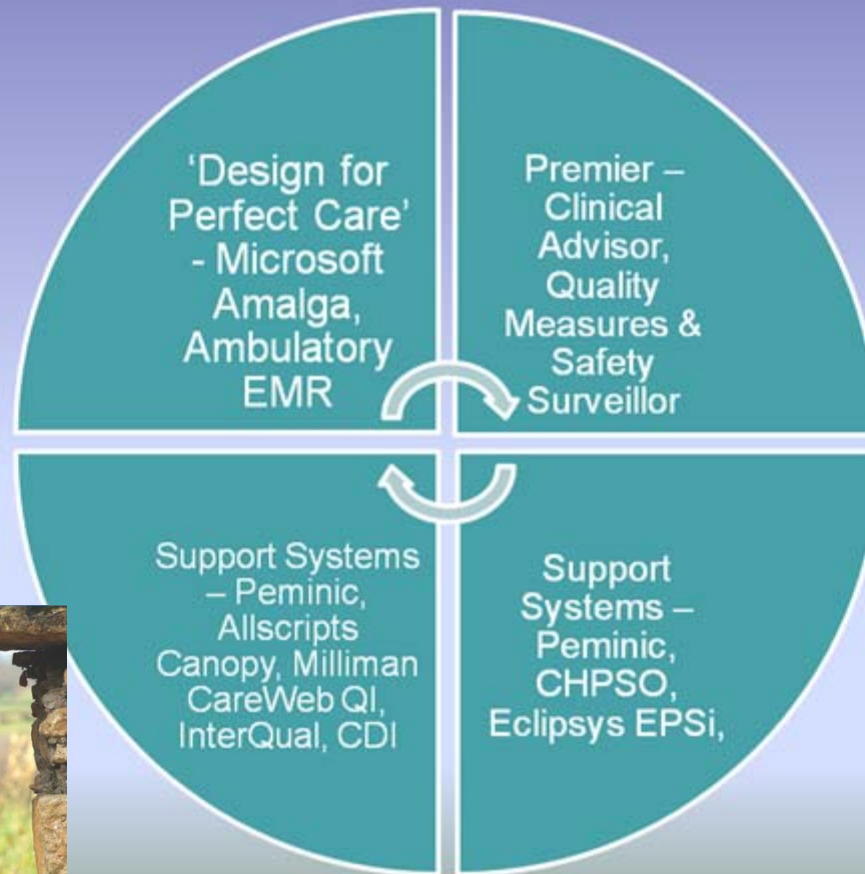 'Design for
Perfect Care'
- Microsoft
Amalga,
Ambulatory
EMR
Premier –
Clinical
Advisor,
Quality
Measures &
Safety
Surveillor
Support Systems
– Peminic,
Allscripts
Canopy, Milliman
CareWeb QI,
InterQual, CDI
Support
Systems –
Peminic,
CHPSO,
Eclipsys EPSi,